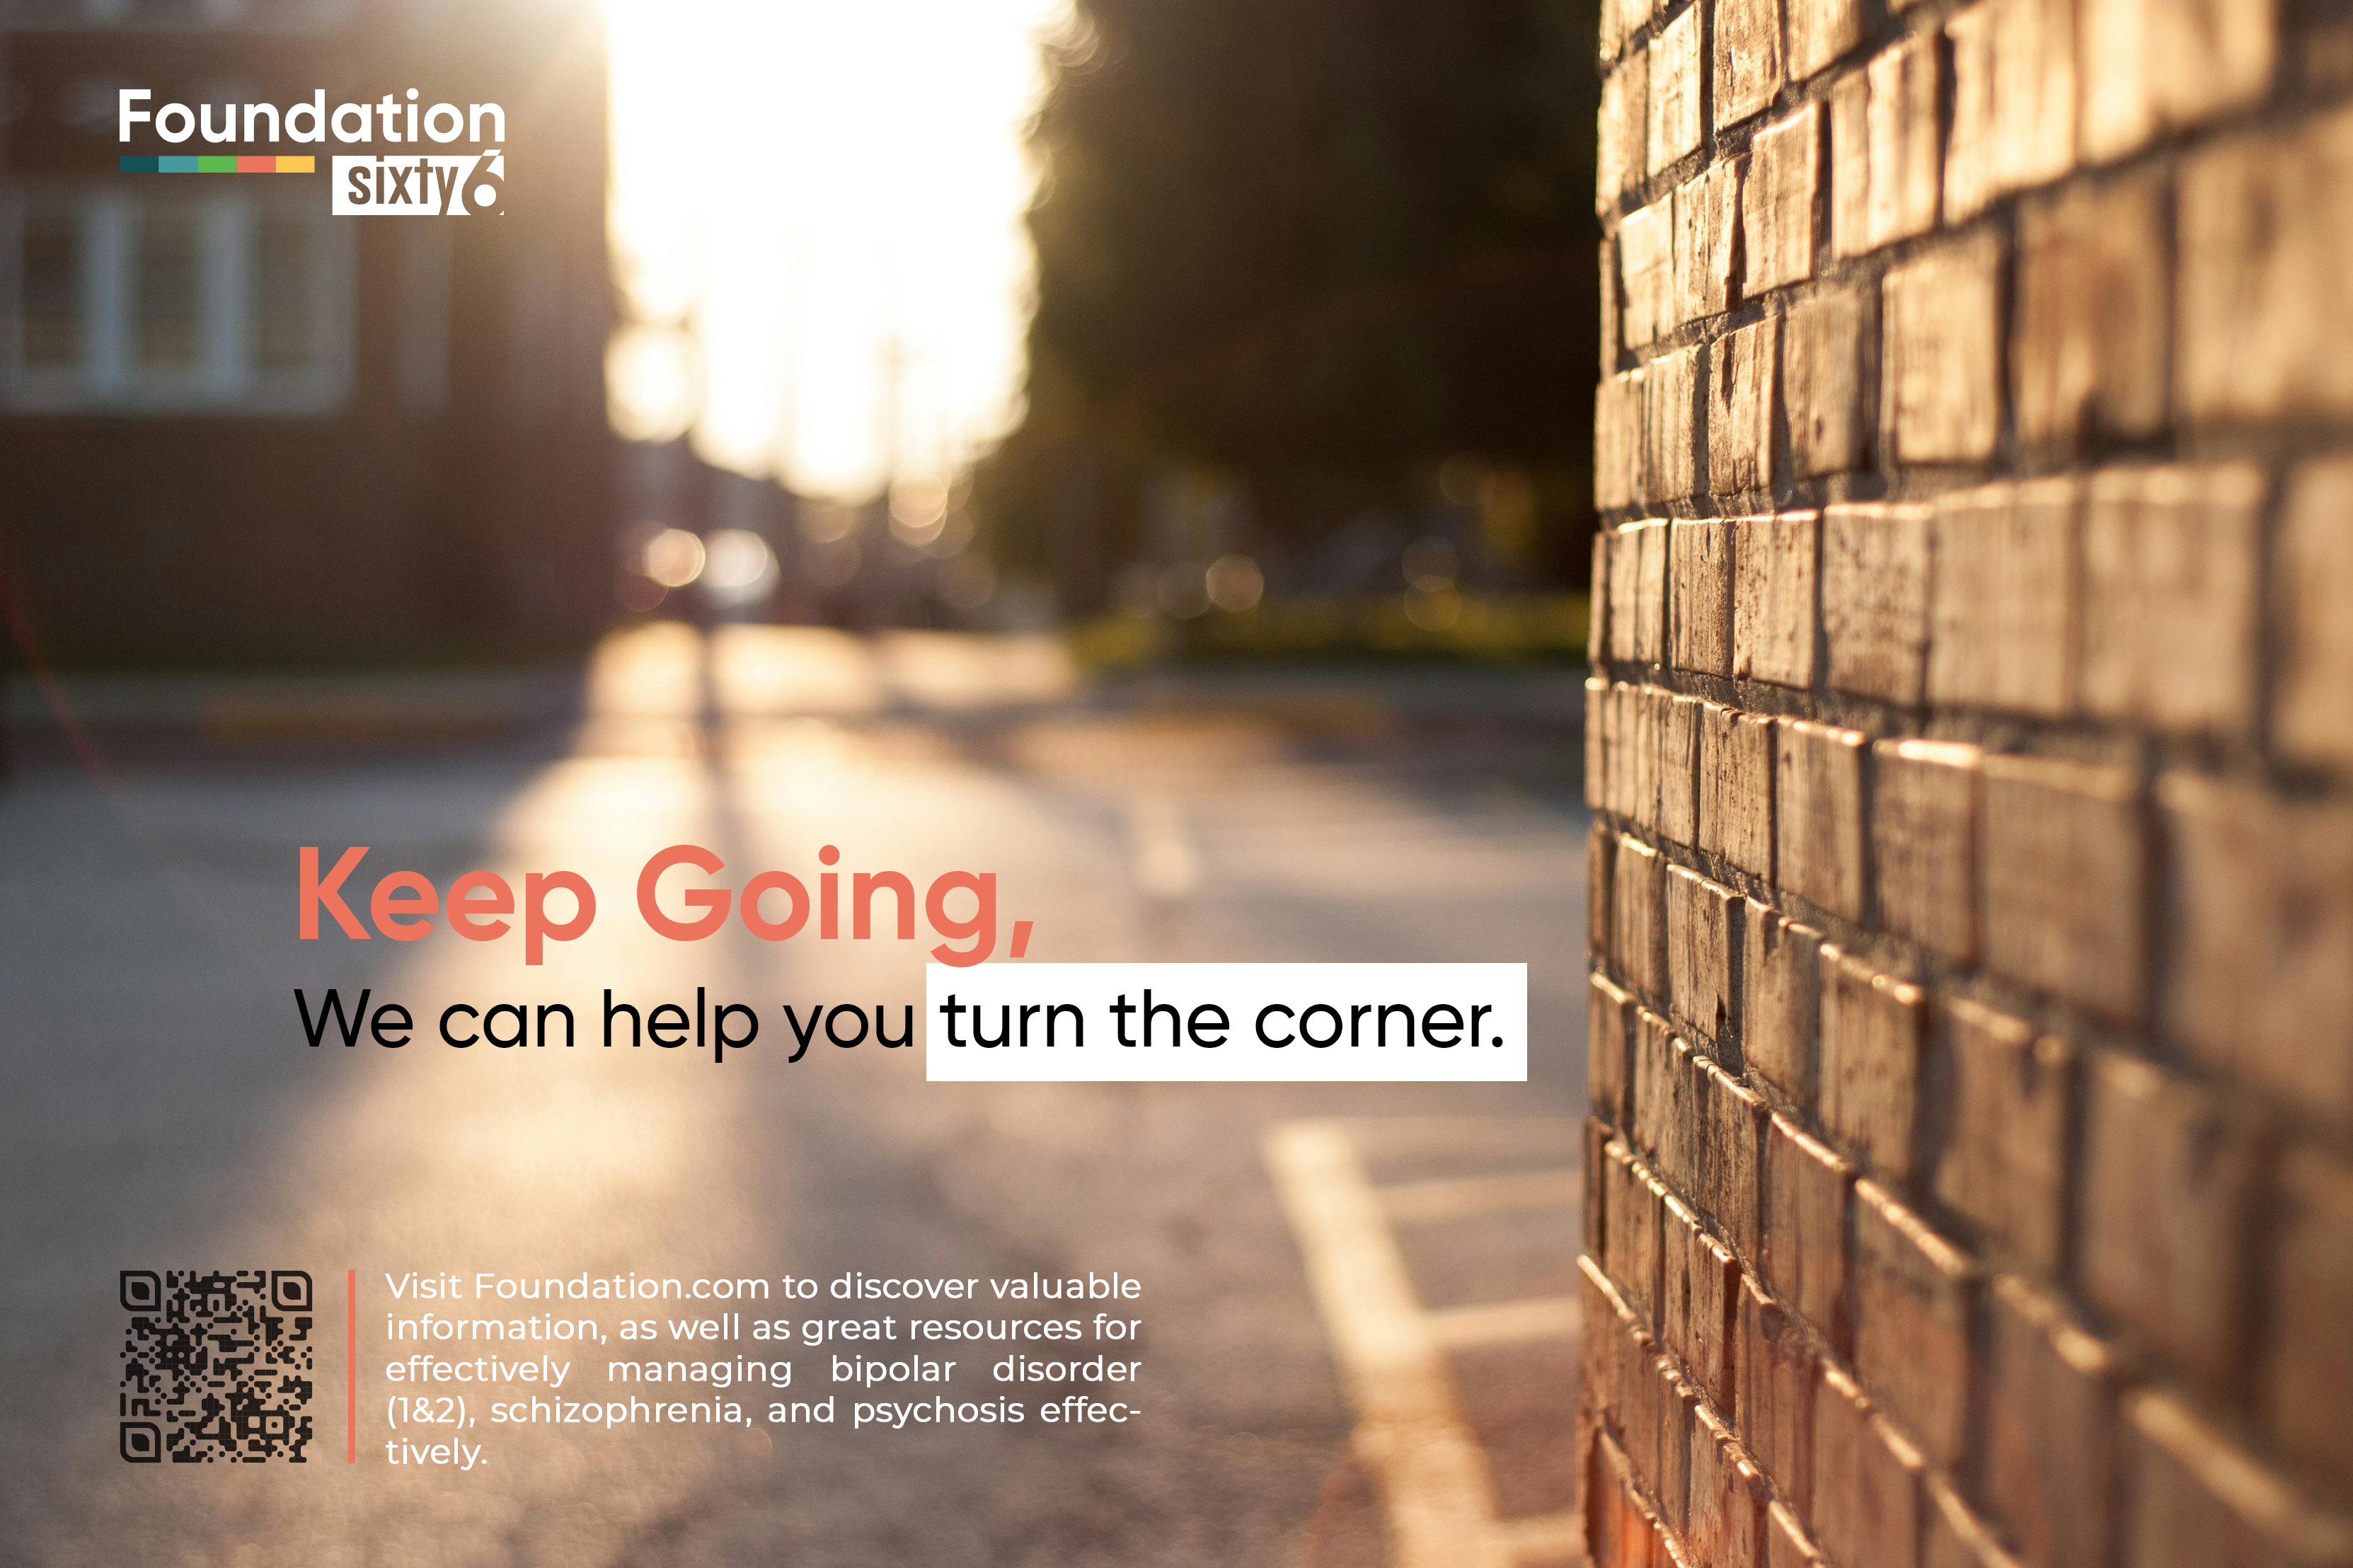 Foundation
sixty6
Keep Going,
We can help you turn the corner.
Visit Foundation.com to discover valuable
information, as well as great resources for
effectively managing bipolar disorder
(1&2), schizophrenia, and psychosis effec-
tively.